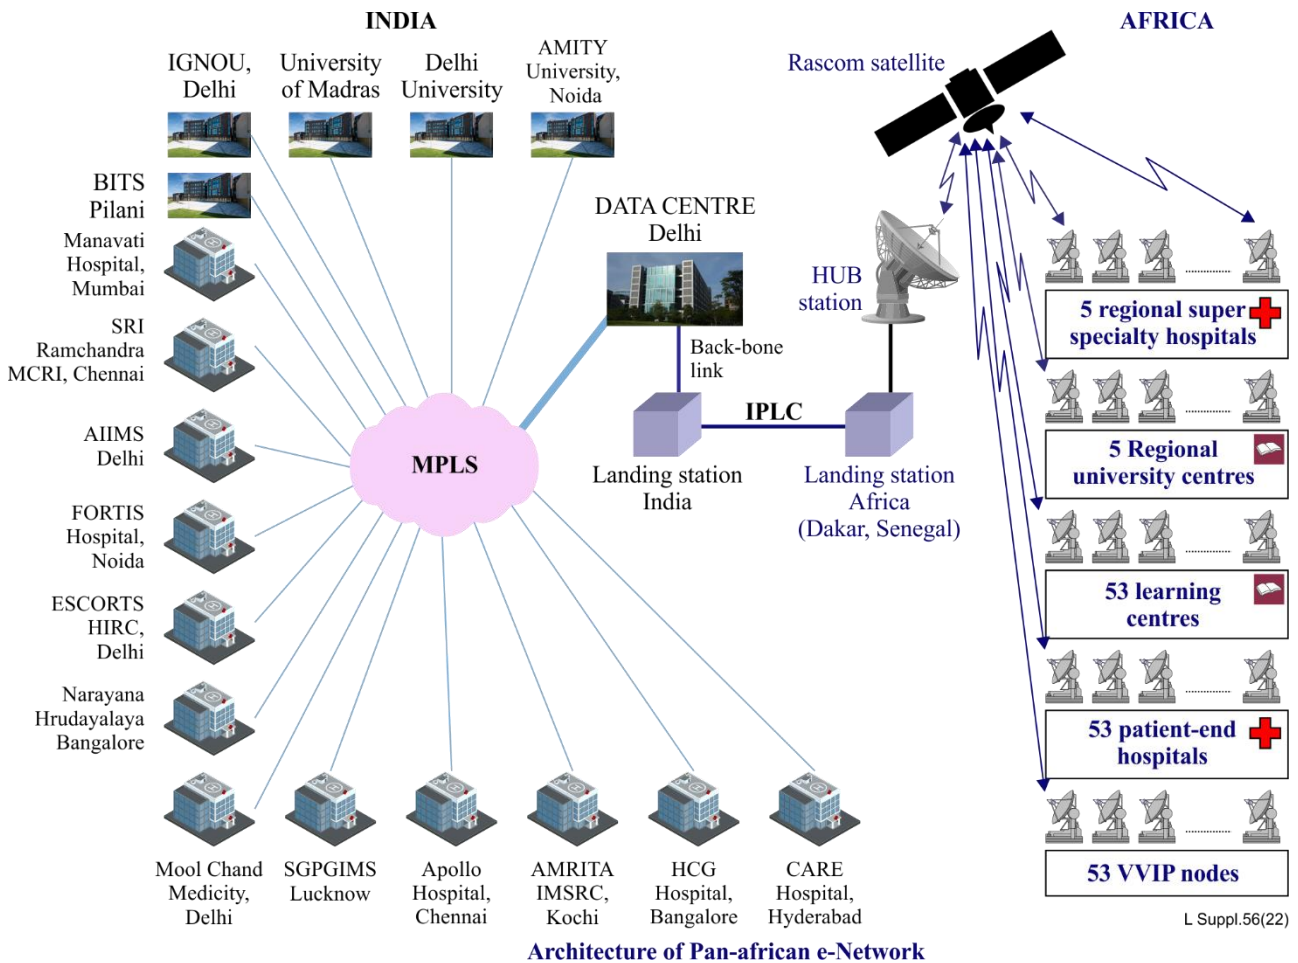 INDIA
AFRICA
IGNOU,
Delhi
University
of Madras
Delhi
University
AMITY
University,
Noida
Rascom satellite
BITS
Pilani
Manavati
Hospital,
Mumbai
SRI
Ramchandra
MCRI, Chennai
AIIMS
Delhi
FORTIS
Hospital,
Noida
ESCORTS
HIRC,
Delhi
Narayana
Hrudayalaya
Bangalore
Mool Chand
Medicity,
Delhi
SGPGIMS
Lucknow
Apollo
Hospital,
Chennai
AMRITA
IMSRC,
Kochi
HCG
Hospital,
Bangalore
CARE
Hospital,
Hyderabad
MPLS
DATA CENTRE
Delhi
Back-bone
link
IPLC
Landing station
India
Landing station
Africa
(Dakar, Senegal)
HUB
station
5 regional super
specialty hospitals
5 Regional
university centres
53 learning
centres
53 patient-end
hospitals
53 VVIP nodes
L Suppl.56(22)
Architecture of Pan-african e-Network